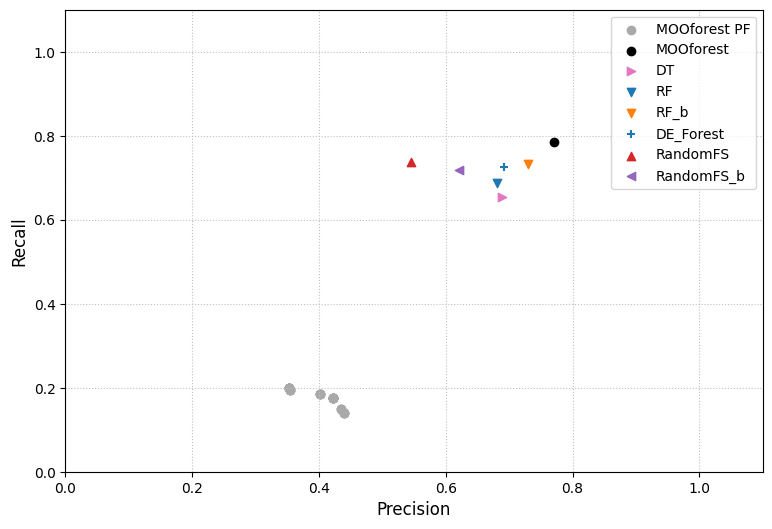 MOOforest PF
MOOforest
DT
RF
RF_b
DE_Forest
RandomFS
RandomFS_b
1.0
0.8
0.6
0.4
0.2
0.0
Recall
0.0 0.2 0.4 0.6 0.8 1.0
Precision